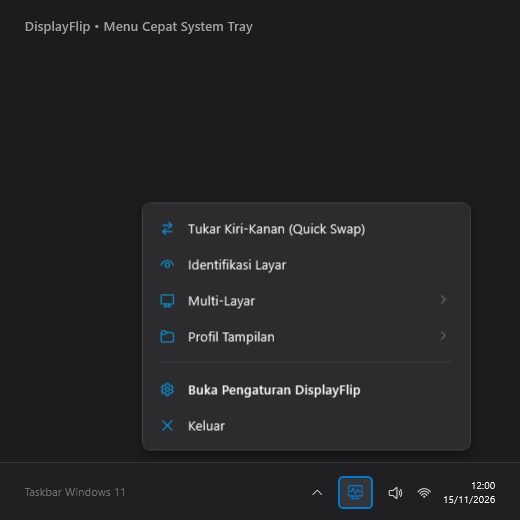 DisplayFlip • Menu Cepat System Tray
Tukar Kiri-Kanan (Quick Swap)
Identifikasi Layar
Multi-Layar
Profil Tampilan
Buka Pengaturan DisplayFlip
Keluar
Taskbar Windows 11
12:00
15/11/2026